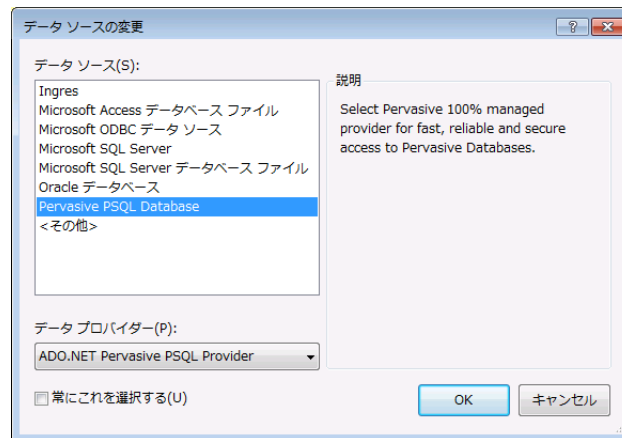 データ ソースの変更
データ ソース(S):
Ingres
Microsoft Access データベース ファイル
Microsoft ODBC データ ソース
Microsoft SQL Server
Microsoft SQL Server データベース ファイル
Oracle データベース
Pervasive PSQL Database
<その他>
説明
Select Pervasive 100% managed
provider for fast, reliable and secure
access to Pervasive Databases.
データ プロバイダー(P):
ADO.NET Pervasive PSQL Provider
常にこれを選択する(U)
OK
キャンセル